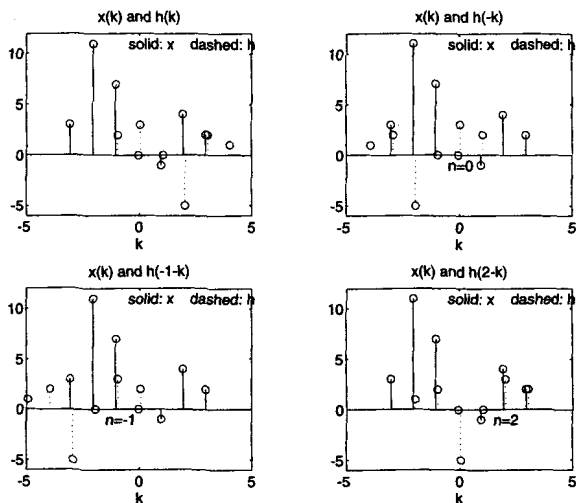 x(k) and h(k)
solid: x dashed: h
10
5
0
-5
-5 0 5
k
x(k) and h(-k)
solid: x dashed: h
10
5
0
n=0
-5
-5 0 5
k
x(k) and h(-1-k)
solid: x dashed: h
10
5
0
n=-1
-5
-5 0 5
k
x(k) and h(2-k)
solid: x dashed: h
10
5
0
n=2
-5
-5 0 5
k